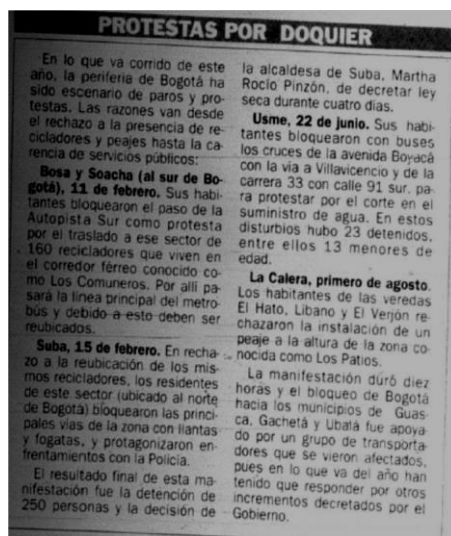 PROTESTAS POR DOQUIER
En lo que va corrido de este
año, la periferia de Bogotá ha
sido escenario de paros y pro-
testas. Las razones van desde
el rechazo a la presencia de re-
cicladores y peajes hasta la ca-
rencia de servicios públicos:
Bosa y Soacha (al sur de Bo-
gotá), 11 de febrero. Sus habi-
tantes bloquearon el paso de la
Autopista Sur como protesta
por el traslado a ese sector de
160 recicladores que viven en
el corredor férreo conocido co-
mo Los Comuneros. Por allí pa-
sará la línea principal del metro-
bús y debido a esto deben ser
reubicados.
Suba, 15 de febrero. En recha-
zo a la reubicación de los mis-
mos recicladores, los residentes
de este sector (ubicado al norte
de Bogotá) bloquearon las princi-
pales vías de la zona con llantas
y fogatas, y protagonizaron en-
frentamientos con la Policía.
El resultado final de esta ma-
nifestación fue la detención de
250 personas y la decisión de
la alcaldesa de Suba, Martha
Rocío Pinzón, de decretar ley
seca durante cuatro días.
Usme, 22 de junio. Sus habi-
tantes bloquearon con buses
los cruces de la avenida Boyacá
con la vía a Villavicencio y de la
carrera 33 con calle 91 sur, pa-
ra protestar por el corte en el
suministro de agua. En estos
disturbios hubo 23 detenidos,
entre ellos 13 menores de
edad.
La Calera, primero de agosto.
Los habitantes de las veredas
El Hato, Líbano y El Verjón re-
chazaron la instalación de un
peaje a la altura de la zona co-
nocida como Los Patios.
La manifestación duró diez
horas y el bloqueo de Bogotá
hacia los municipios de Guas-
ca, Gachetá y Ubalá fue apoya-
do por un grupo de transporta-
dores que se vieron afectados,
pues en lo que va del año han
tenido que responder por otros
incrementos decretados por el
Gobierno.